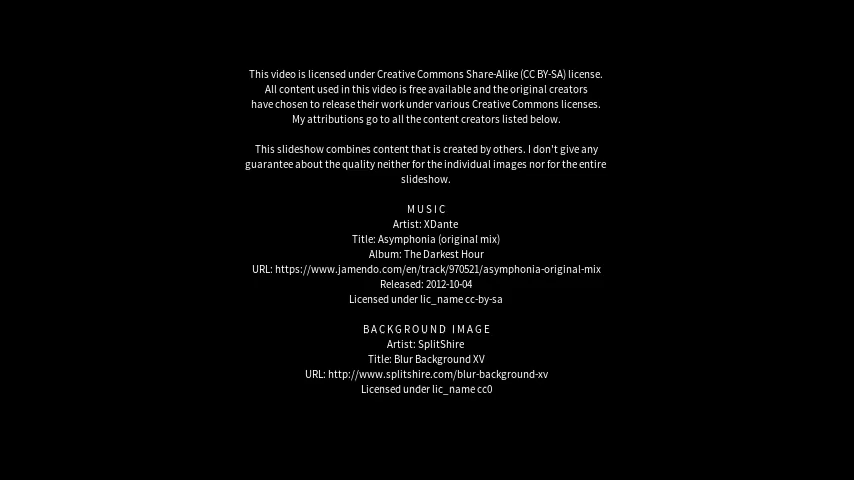 This video is licensed under Creative Commons Share-Alike (CC BY-SA) license.
All content used in this video is free available and the original creators
have chosen to release their work under various Creative Commons licenses.
My attributions go to all the content creators listed below.
This slideshow combines content that is created by others. I don't give any
guarantee about the quality neither for the individual images nor for the entire
slideshow.
MUSIC
Artist: XDante
Title: Asymphonia (original mix)
Album: The Darkest Hour
URL: https://www.jamendo.com/en/track/970521/asymphonia-original-mix
Released: 2012-10-04
Licensed under lic_name cc-by-sa
BACKGROUND IMAGE
Artist: SplitShire
Title: Blur Background XV
URL: http://www.splitshire.com/blur-background-xv
Licensed under lic_name cc0